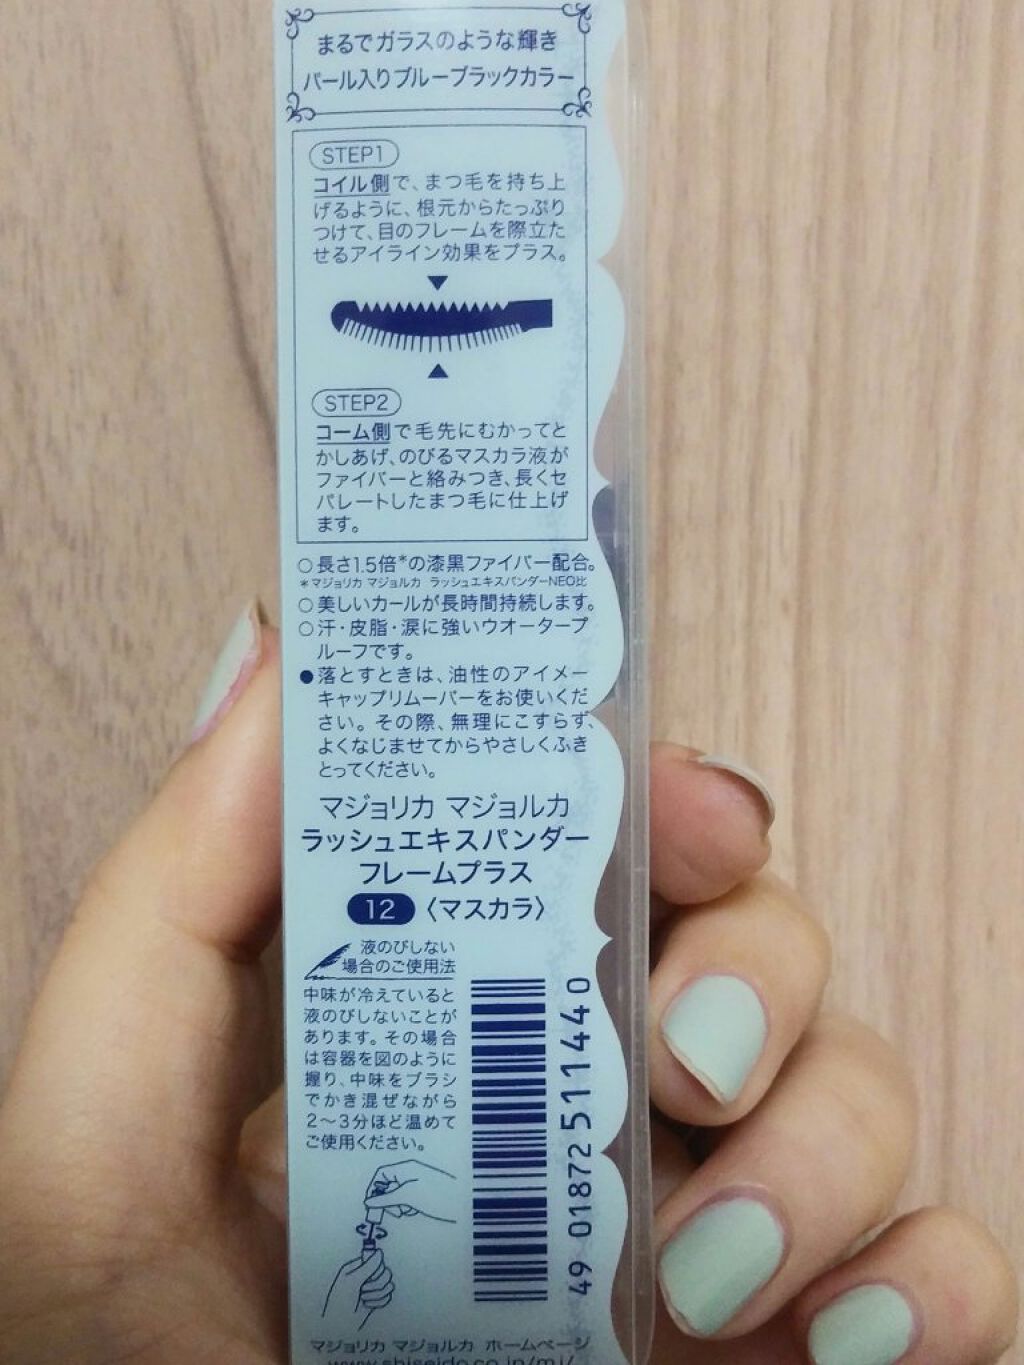 まるでガラスのような輝き
パール入りブルーブラックカラー
STEP1
コイル側で、まつ毛を持ち上
げるように、根元からたっぷり
つけて、目のフレームを際立た
せるアイライン効果をプラス。
STEP2
コーム側で毛先にむかってと
かしあげ、のびるマスカラ液が
ファイバーと絡みつき、長くセ
パレートしたまつ毛に仕上げ
ます。
○長さ1.5倍*の漆黒ファイバー配合。
*マジョリカ マジョルカ ラッシュエキスパンダーNEO比
○美しいカールが長時間持続します。
○汗・皮脂・涙に強いウオータープ
ルーフです。
●落とすときは、油性のアイメー
キャップリムーバーをお使いくだ
さい。その際、無理にこすらず、
よくなじませてからやさしくふき
とってください。
マジョリカ マジョルカ
ラッシュエキスパンダー
フレームプラス
12 〈マスカラ〉
液のびしない
場合のご使用法
中味が冷えていると
液のびしないことが
あります。その場合
は容器を図のように
握り、中味をブラシ
でかき混ぜながら
2～3分ほど温めて
ご使用ください。
49 01872 511440
マジョリカ マジョルカ ホームページ
www.shiseido.co.jp/mj/